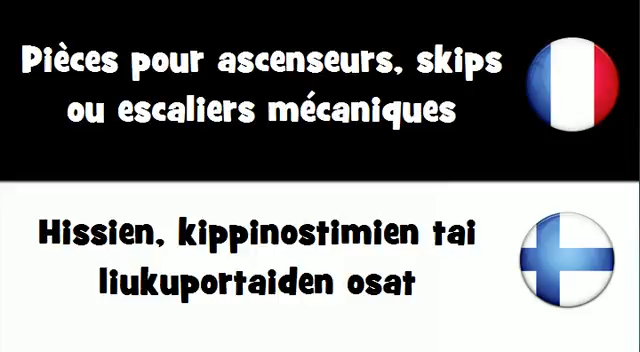 Pièces pour ascenseurs, skips
ou escaliers mécaniques
Hissien, kippinostimien tai
liukuportaiden osat